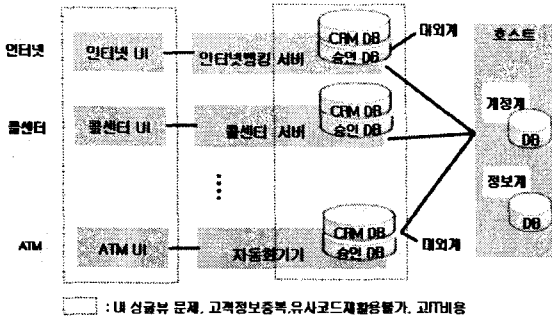 인터넷
인터넷 UI
인터넷뱅킹 서버
CRM DB
승인 DB
대외계
호스트
콜센터
콜센터 UI
콜센터 서버
CRM DB
승인 DB
계정계
DB
정보계
DB
ATM
ATM UI
자동화기기
CRM DB
승인 DB
대외계
: 내 싱글뷰 문제, 고객정보중복,유사코드재활용불가, 고IT비용